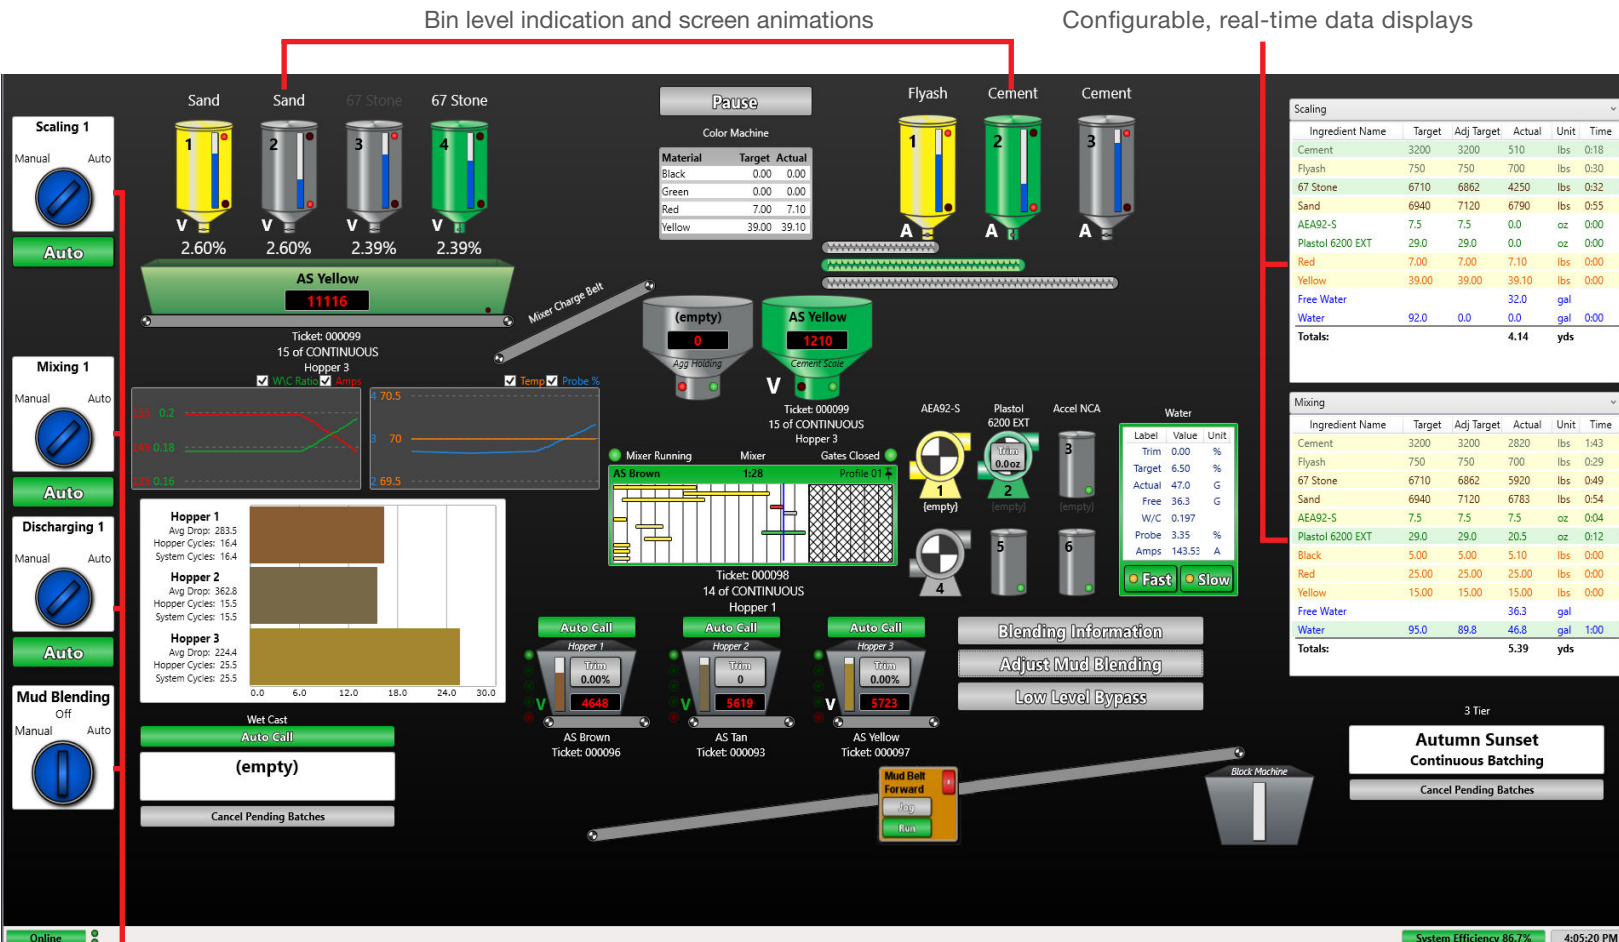 Bin level indication and screen animations
Configurable, real-time data displays
Scaling 1
Manual Auto
Auto
Mixing 1
Manual Auto
Auto
Discharging 1
Manual Auto
Auto
Mud Blending
Off
Manual Auto
Sand Sand 67 Stone 67 Stone
1 2 3 4
V V V V
2.60% 2.60% 2.39% 2.39%
AS Yellow
11116
Ticket: 000099
15 of CONTINUOUS
Hopper 3
Mixer Charge Belt
Pause
Color Machine
Material Target Actual
Black 0.00 0.00
Green 0.00 0.00
Red 7.00 7.10
Yellow 39.00 39.10
Flyash Cement Cement
1 2 3
A A A
(empty)
0
Agg Holding
AS Yellow
1210
Cement Scale
V
Ticket: 000099
15 of CONTINUOUS
Hopper 3
W\C Ratio Amps
155 0.2
145 0.18
135 0.16
Temp Probe %
4 70.5
3 70
2 69.5
Mixer Running Mixer Gates Closed
AS Brown 1:28 Profile 01
Ticket: 000098
14 of CONTINUOUS
Hopper 1
AEA92-S
1
(empty)
Plastol
6200 EXT
Trim
0.0oz
2
(empty)
Accel NCA
3
(empty)
4
5
6
Water
Label Value Unit
Trim 0.00 %
Target 6.50 %
Actual 47.0 G
Free 36.3 G
W/C 0.197
Probe 3.35 %
Amps 143.53 A
Fast Slow
Hopper 1
Avg Drop: 283.5
Hopper Cycles: 16.4
System Cycles: 16.4
Hopper 2
Avg Drop: 362.8
Hopper Cycles: 15.5
System Cycles: 15.5
Hopper 3
Avg Drop: 224.4
Hopper Cycles: 25.5
System Cycles: 25.5
0.0 6.0 12.0 18.0 24.0 30.0
Auto Call
Hopper 1
Trim
0.00%
V
4648
AS Brown
Ticket: 000096
Auto Call
Hopper 2
Trim
0
V
5619
AS Tan
Ticket: 000093
Auto Call
Hopper 3
Trim
0.00%
V
5723
AS Yellow
Ticket: 000097
Blending Information
Adjust Mud Blending
Low Level Bypass
Wet Cast
Auto Call
(empty)
Cancel Pending Batches
Mud Belt
Forward
Jog
Run
Block Machine
Scaling
Ingredient Name Target Adj Target Actual Unit Time
Cement 3200 3200 510 lbs 0:18
Flyash 750 750 700 lbs 0:30
67 Stone 6710 6862 4250 lbs 0:32
Sand 6940 7120 6790 lbs 0:55
AEA92-S 7.5 7.5 0.0 oz 0:00
Plastol 6200 EXT 29.0 29.0 0.0 oz 0:00
Red 7.00 7.00 7.10 lbs 0:00
Yellow 39.00 39.00 39.10 lbs 0:00
Free Water 32.0 gal
Water 92.0 0.0 0.0 gal 0:00
Totals: 4.14 yds
Mixing
Ingredient Name Target Adj Target Actual Unit Time
Cement 3200 3200 2820 lbs 1:43
Flyash 750 750 700 lbs 0:29
67 Stone 6710 6862 5920 lbs 0:49
Sand 6940 7120 6783 lbs 0:54
AEA92-S 7.5 7.5 7.5 oz 0:04
Plastol 6200 EXT 29.0 29.0 20.5 oz 0:12
Black 5.00 5.00 5.10 lbs 0:00
Red 25.00 25.00 25.00 lbs 0:00
Yellow 15.00 15.00 15.00 lbs 0:00
Free Water 36.3 gal
Water 95.0 89.8 46.8 gal 1:00
Totals: 5.39 yds
3 Tier
Autumn Sunset
Continuous Batching
Cancel Pending Batches
Online
System Efficiency 86.7%
4:05:20 PM